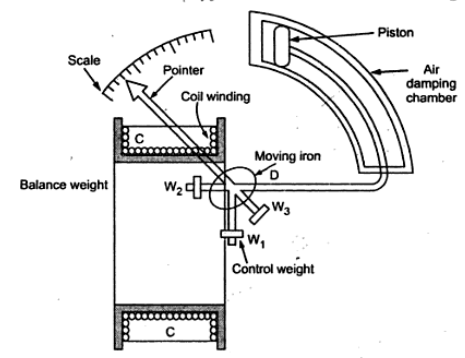 Piston
Scale
Pointer
Air
damping
chamber
Coil winding
C
Moving iron
D
Balance weight
W2
W3
W1
Control weight
C